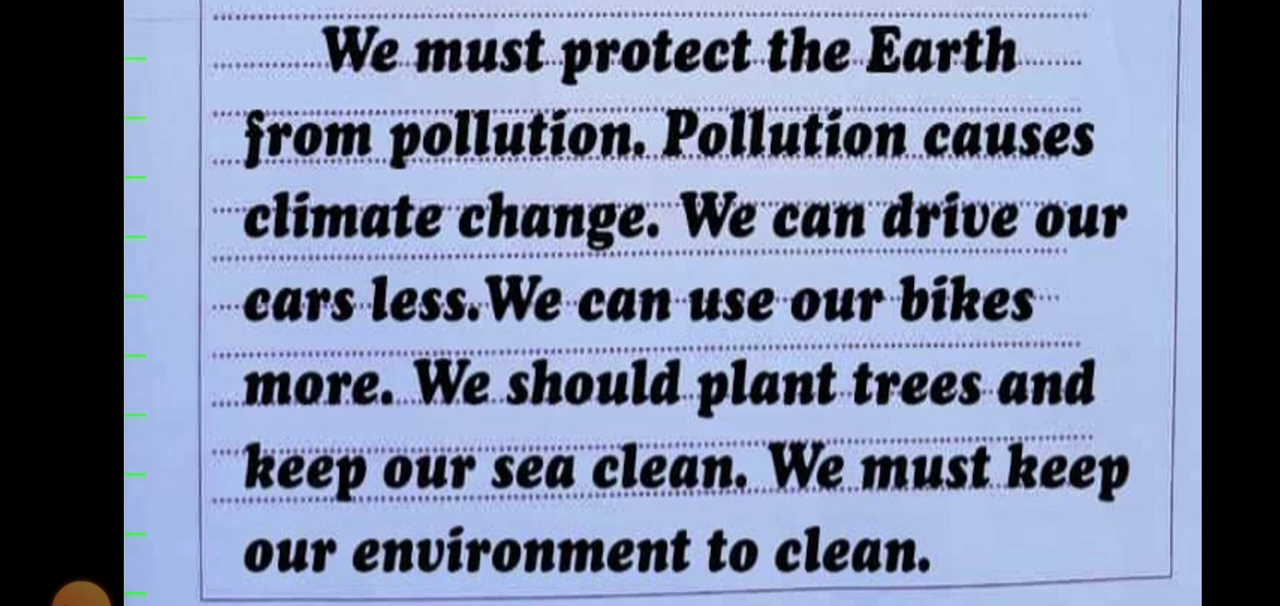 We must protect the Earth
from pollution. Pollution causes
climate change. We can drive our
cars less.We can use our bikes
more. We should plant trees and
keep our sea clean. We must keep
our environment to clean.